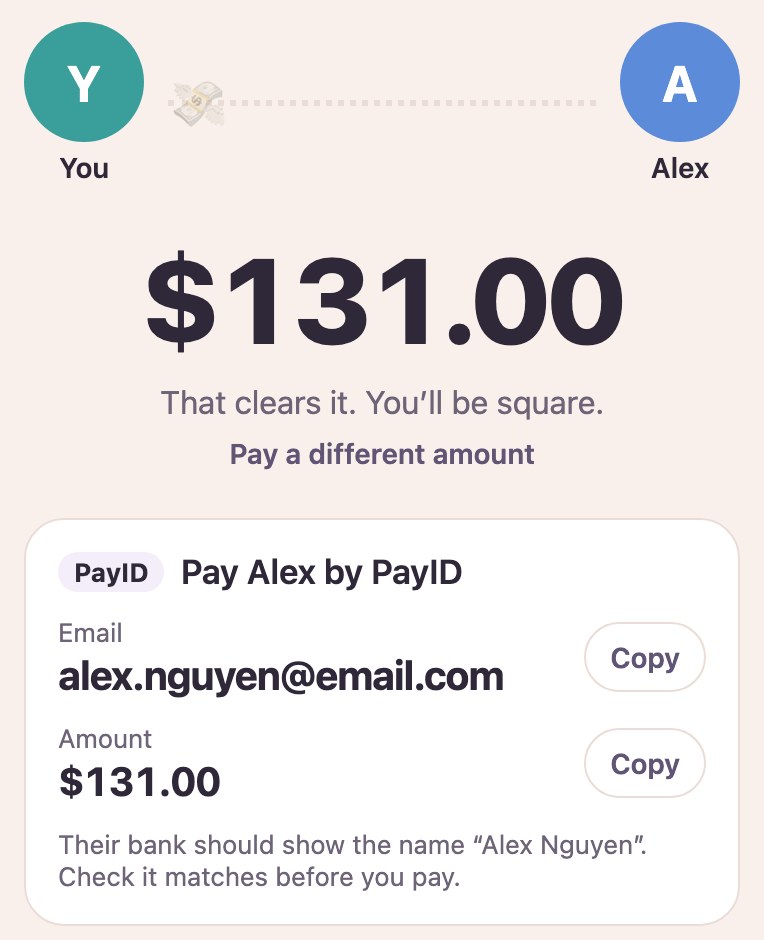 Y
A
You
Alex
$131.00
That clears it. You’ll be square.
Pay a different amount
PayID
Pay Alex by PayID
Email
alex.nguyen@email.com
Copy
Amount
$131.00
Copy
Their bank should show the name “Alex Nguyen”.
Check it matches before you pay.